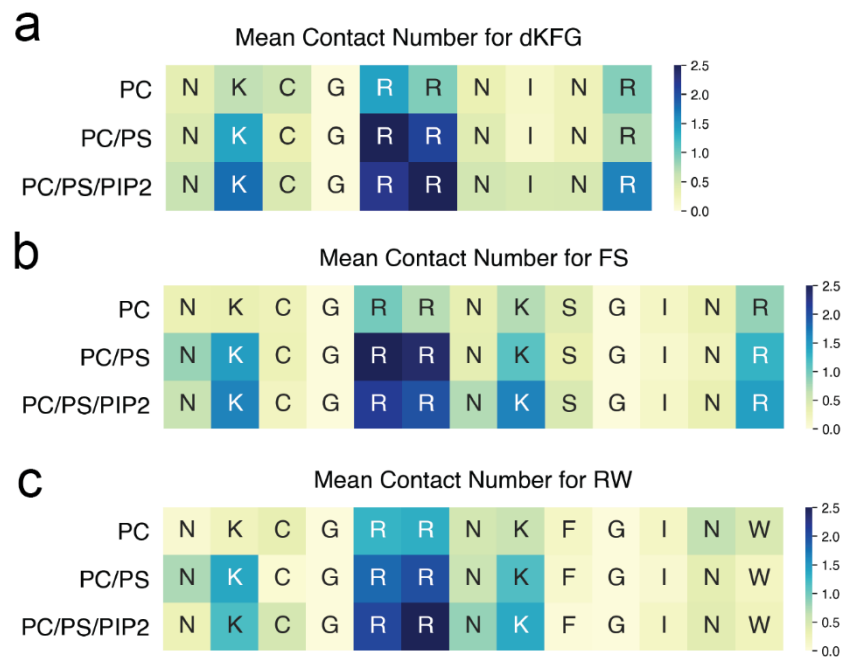 a
Mean Contact Number for dKFG
PC N K C G R R N I N R
PC/PS N K C G R R N I N R
PC/PS/PIP2 N K C G R R N I N R
2.5
2.0
1.5
1.0
0.5
0.0
b
Mean Contact Number for FS
PC N K C G R R N K S G I N R
PC/PS N K C G R R N K S G I N R
PC/PS/PIP2 N K C G R R N K S G I N R
2.5
2.0
1.5
1.0
0.5
0.0
c
Mean Contact Number for RW
PC N K C G R R N K F G I N W
PC/PS N K C G R R N K F G I N W
PC/PS/PIP2 N K C G R R N K F G I N W
2.5
2.0
1.5
1.0
0.5
0.0